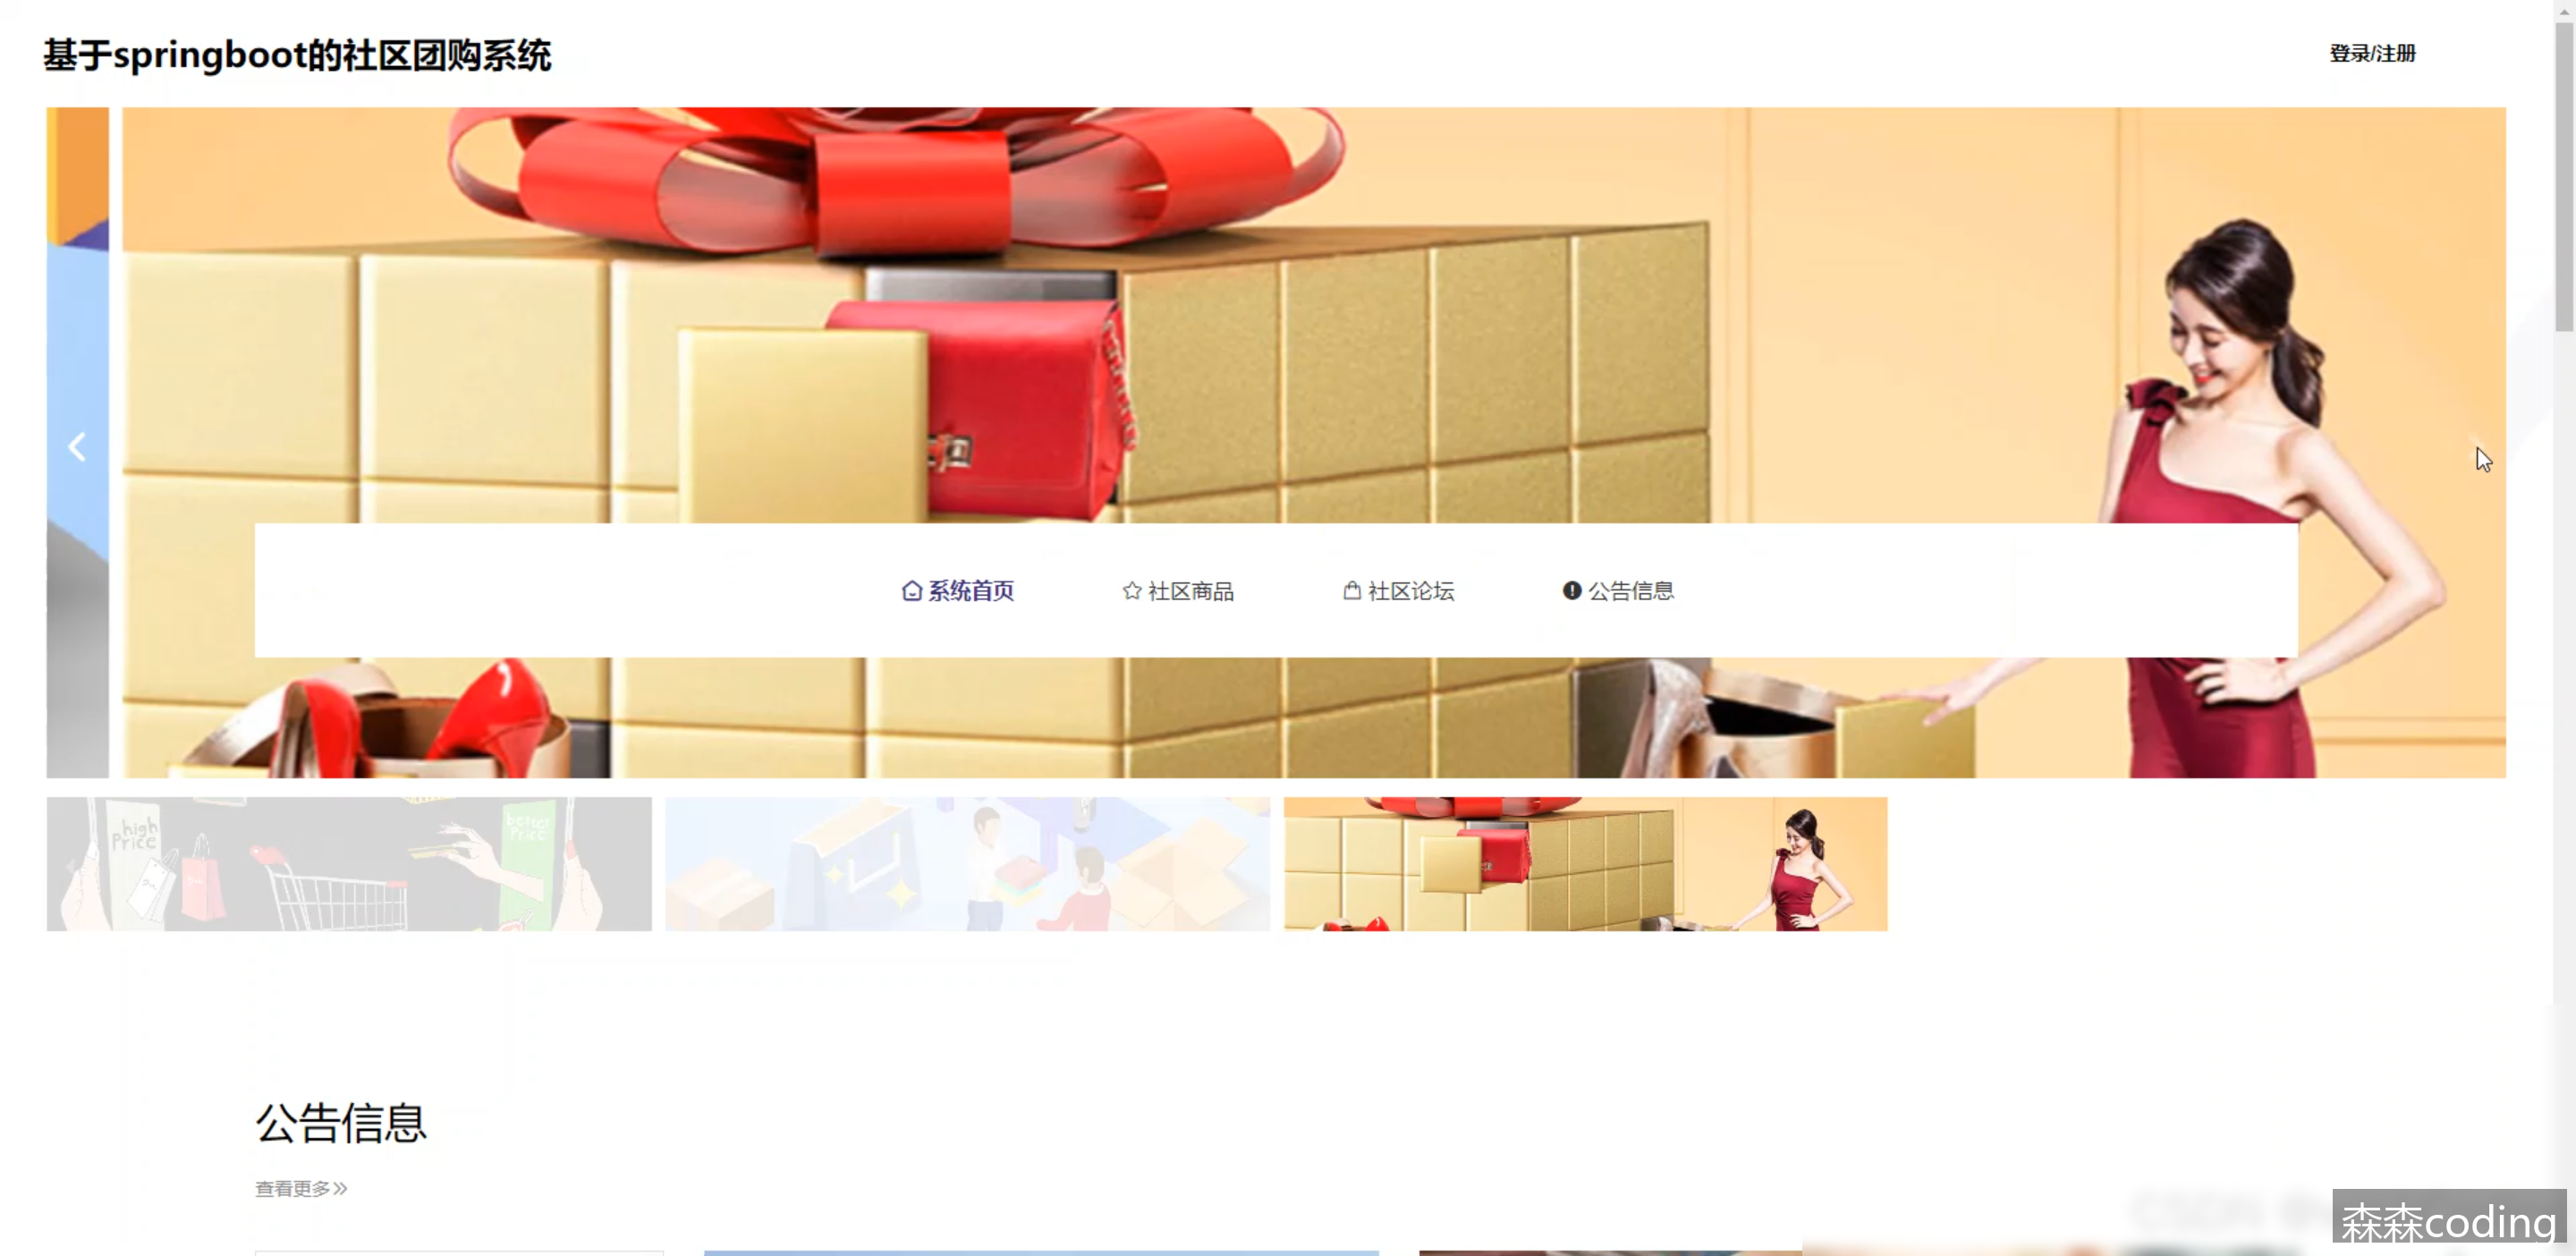 基于springboot的社区团购系统
登录/注册
系统首页
社区商品
社区论坛
公告信息
high
Price
better
Price
公告信息
查看更多»
森森coding